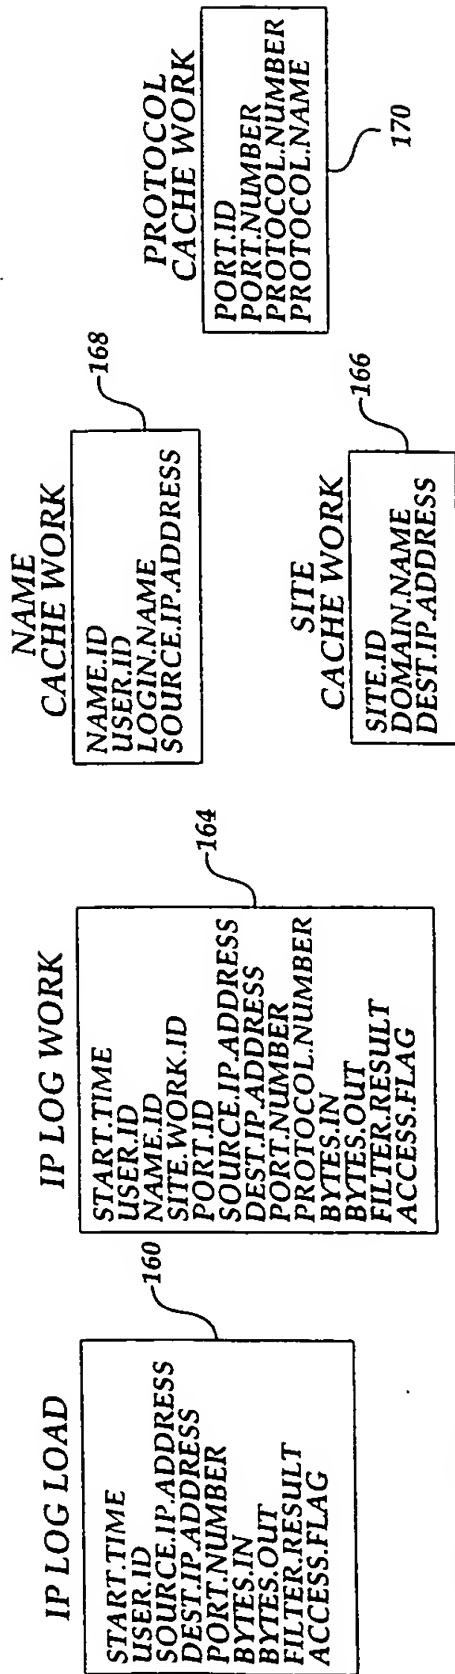 IP LOG LOAD
160
START.TIME
USER.ID
SOURCE.IP.ADDRESS
DEST.IP.ADDRESS
PORT.NUMBER
BYTES.IN
BYTES.OUT
FILTER.RESULT
ACCESS.FLAG
IP LOG WORK
164
START.TIME
USER.ID
NAME.ID
SITE.WORK.ID
PORT.ID
SOURCE.IP.ADDRESS
DEST.IP.ADDRESS
PORT.NUMBER
PROTOCOL.NUMBER
BYTES.IN
BYTES.OUT
FILTER.RESULT
ACCESS.FLAG
NAME
CACHE WORK
168
NAME.ID
USER.ID
LOGIN.NAME
SOURCE.IP.ADDRESS
SITE
CACHE WORK
166
SITE.ID
DOMAIN.NAME
DEST.IP.ADDRESS
PROTOCOL
CACHE WORK
PORT.ID
PORT.NUMBER
PROTOCOL.NUMBER
PROTOCOL.NAME
170